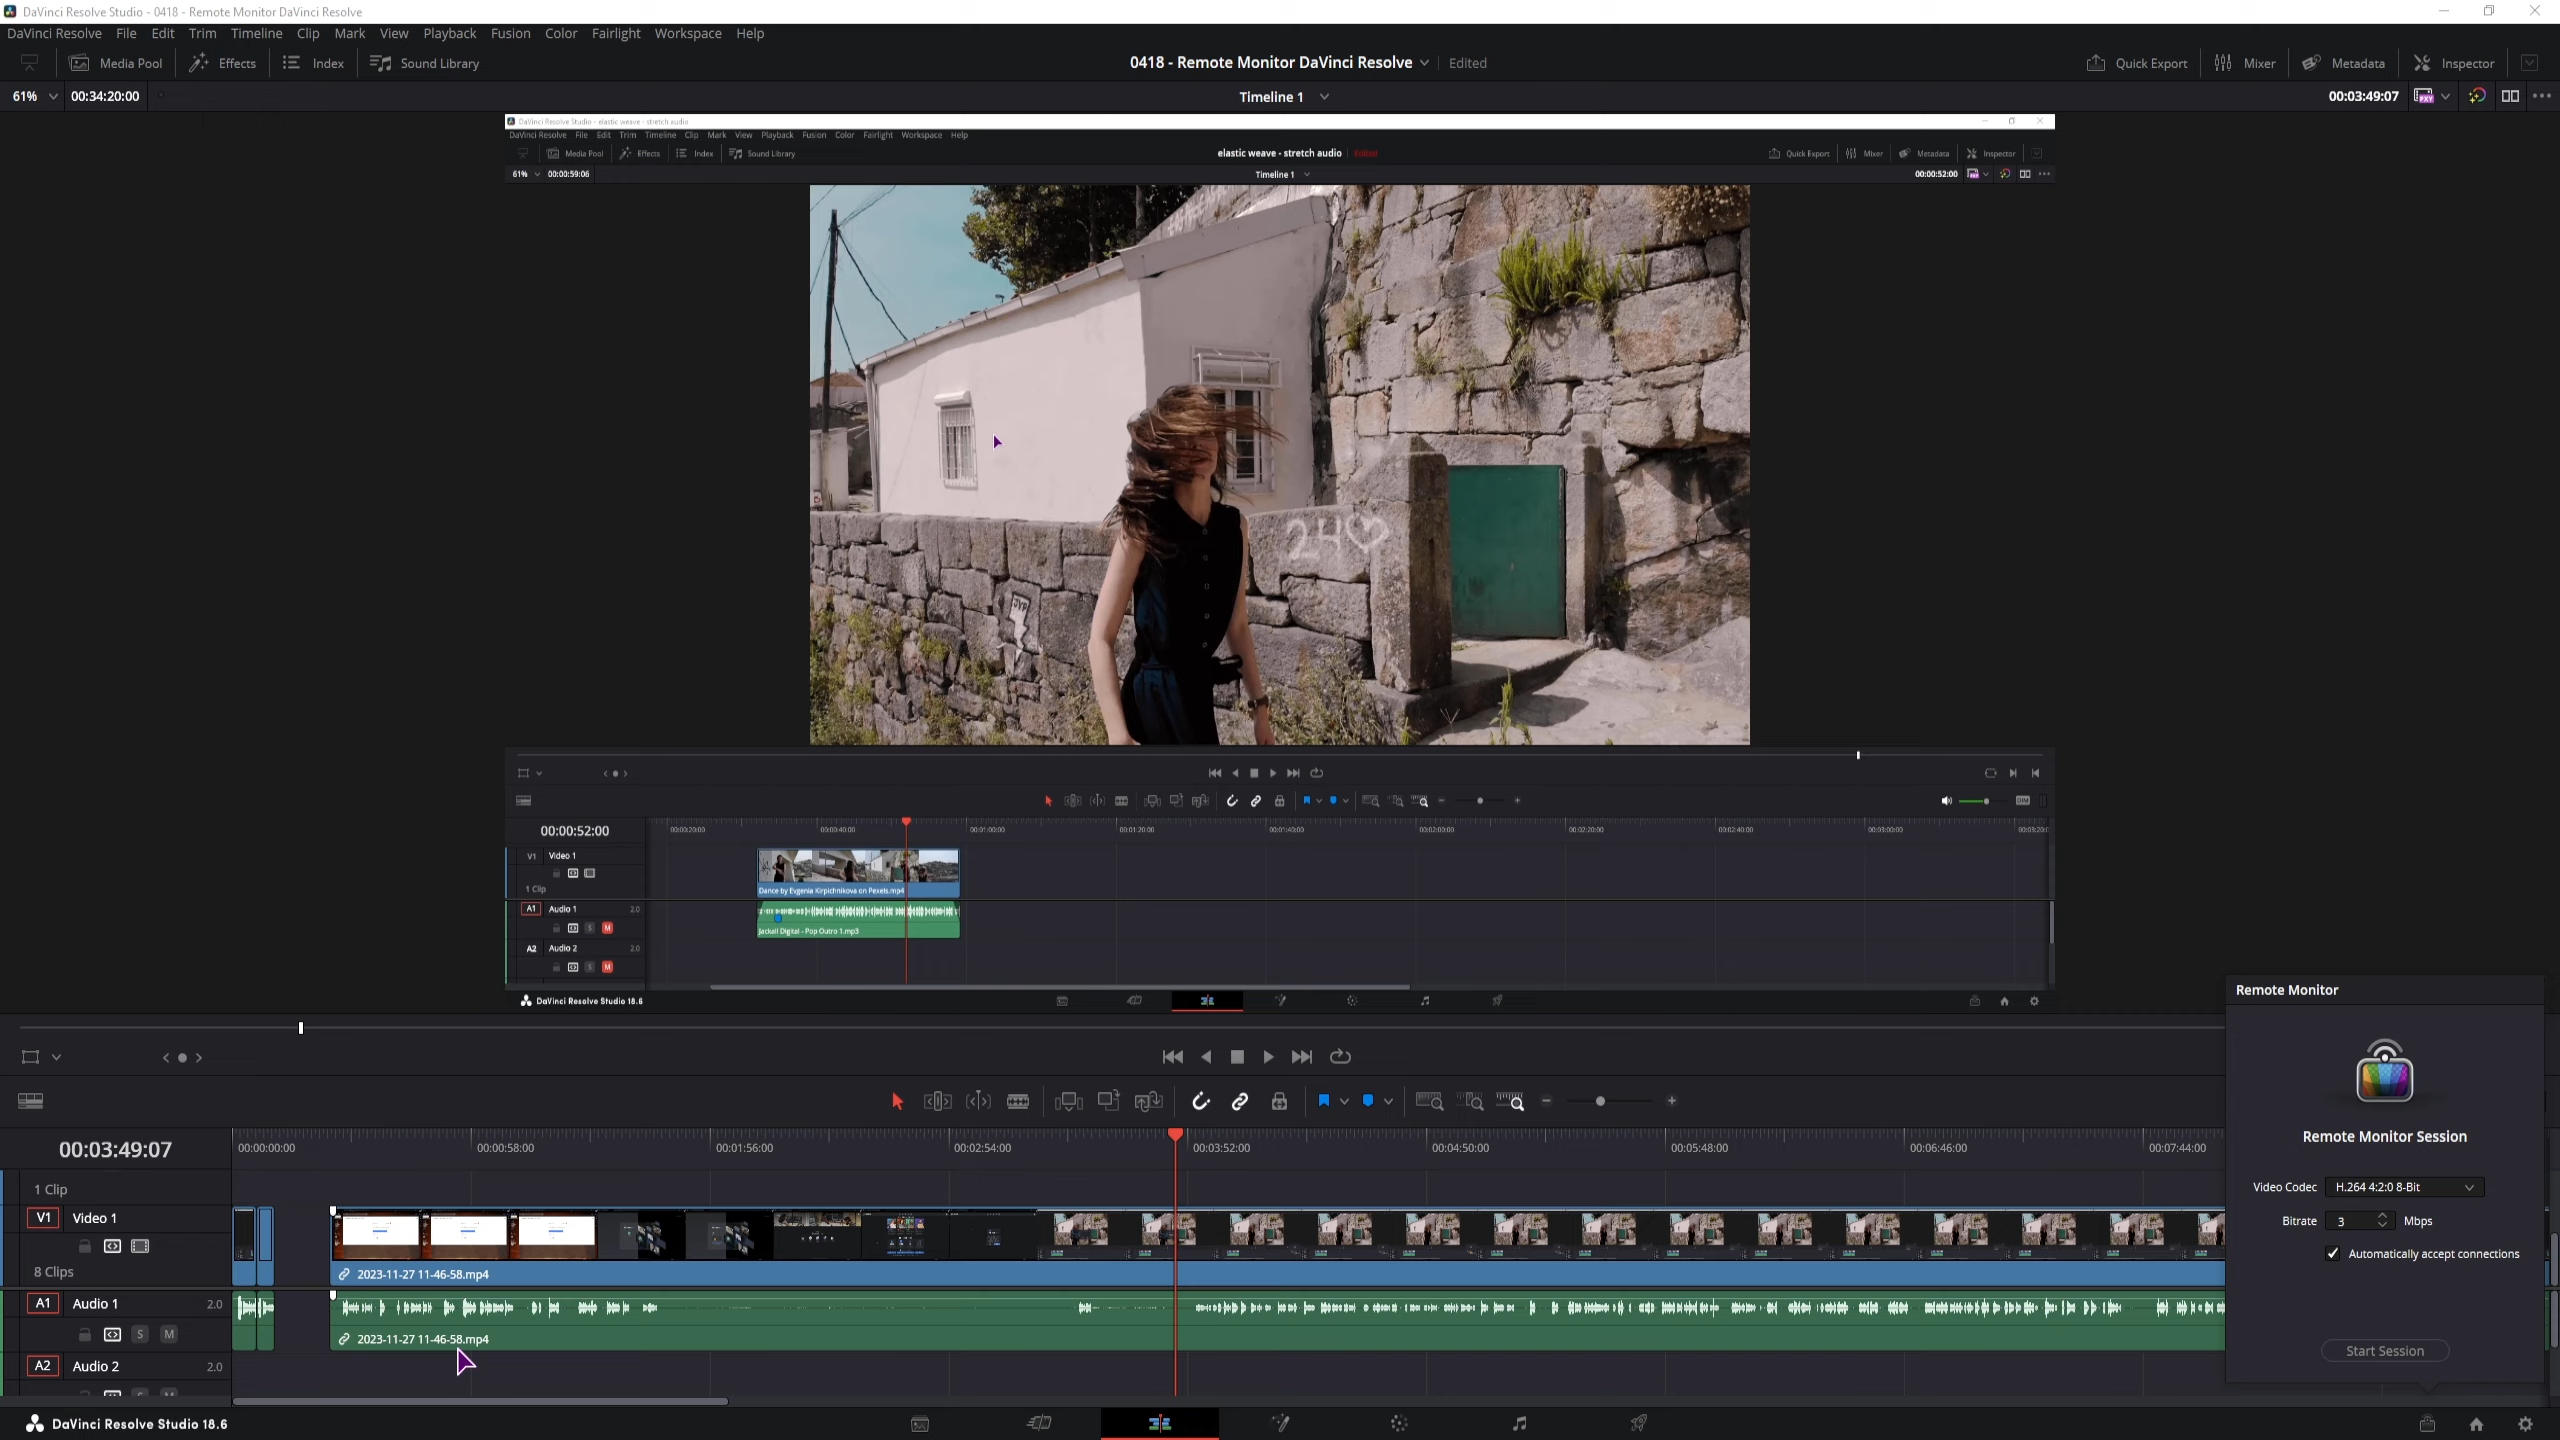 DaVinci Resolve Studio - 0418 - Remote Monitor DaVinci Resolve
DaVinci Resolve File Edit Trim Timeline Clip Mark View Playback Fusion Color Fairlight Workspace Help
Media Pool Effects Index Sound Library 0418 - Remote Monitor DaVinci Resolve Edited Quick Export Mixer Metadata Inspector
61% 00:34:20:00 Timeline 1 00:03:49:07
DaVinci Resolve Studio - elastic weave - stretch audio
DaVinci Resolve File Edit Trim Timeline Clip Mark View Playback Fusion Color Fairlight Workspace Help
Media Pool Effects Index Sound Library elastic weave - stretch audio Edited Quick Export Mixer Metadata Inspector
61% 00:00:59:06 Timeline 1 00:00:52:00
24
DIM
00:00:52:00 00:00:20:00 00:00:40:00 00:01:00:00 00:01:20:00 00:01:40:00 00:02:00:00 00:02:20:00 00:02:40:00 00:03:00:00
V1 Video 1
1 Clip
Dance by Evgenia Kirpichnikova on Pexels.mp4
A1 Audio 1 2.0
S M
Jackall Digital - Pop Outro 1.mp3
A2 Audio 2 2.0
S M
DaVinci Resolve Studio 18.6
Remote Monitor
Remote Monitor Session
Video Codec H.264 4:2:0 8-Bit
Bitrate 3 Mbps
Automatically accept connections
Start Session
00:03:49:07 00:00:00:00 00:00:58:00 00:01:56:00 00:02:54:00 00:03:52:00 00:04:50:00 00:05:48:00 00:06:46:00 00:07:44:00
1 Clip
V1 Video 1
8 Clips
2023-11-27 11-46-58.mp4
A1 Audio 1 2.0
S M
2023-11-27 11-46-58.mp4
A2 Audio 2 2.0
DaVinci Resolve Studio 18.6